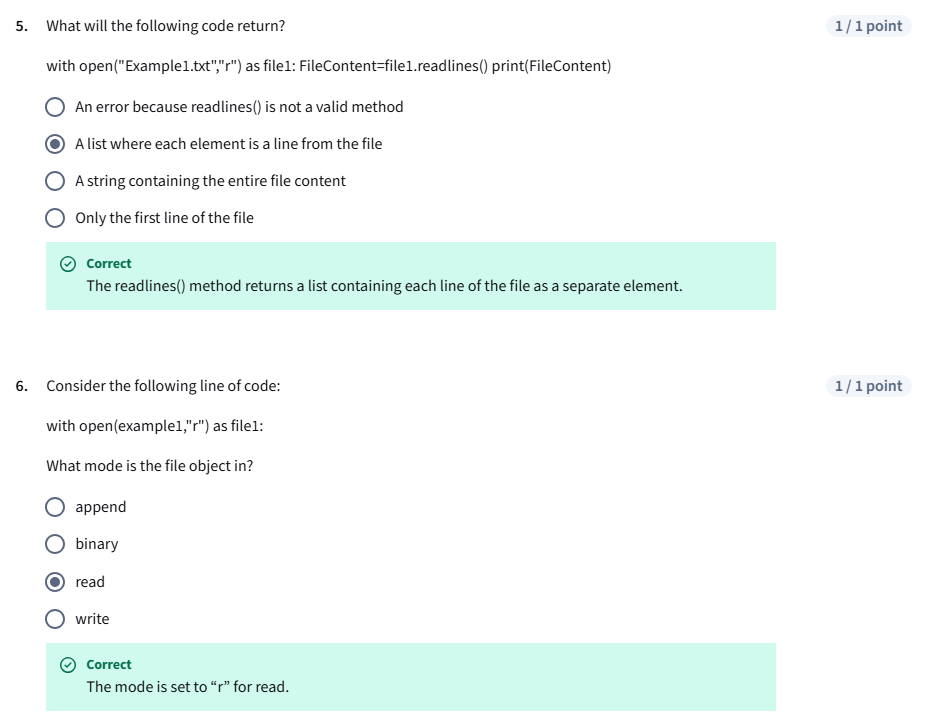 5. What will the following code return? 1 / 1 point
with open("Example1.txt","r") as file1: FileContent=file1.readlines() print(FileContent)
An error because readlines() is not a valid method
A list where each element is a line from the file
A string containing the entire file content
Only the first line of the file
Correct
The readlines() method returns a list containing each line of the file as a separate element.
6. Consider the following line of code: 1 / 1 point
with open(example1,"r") as file1:
What mode is the file object in?
append
binary
read
write
Correct
The mode is set to “r” for read.